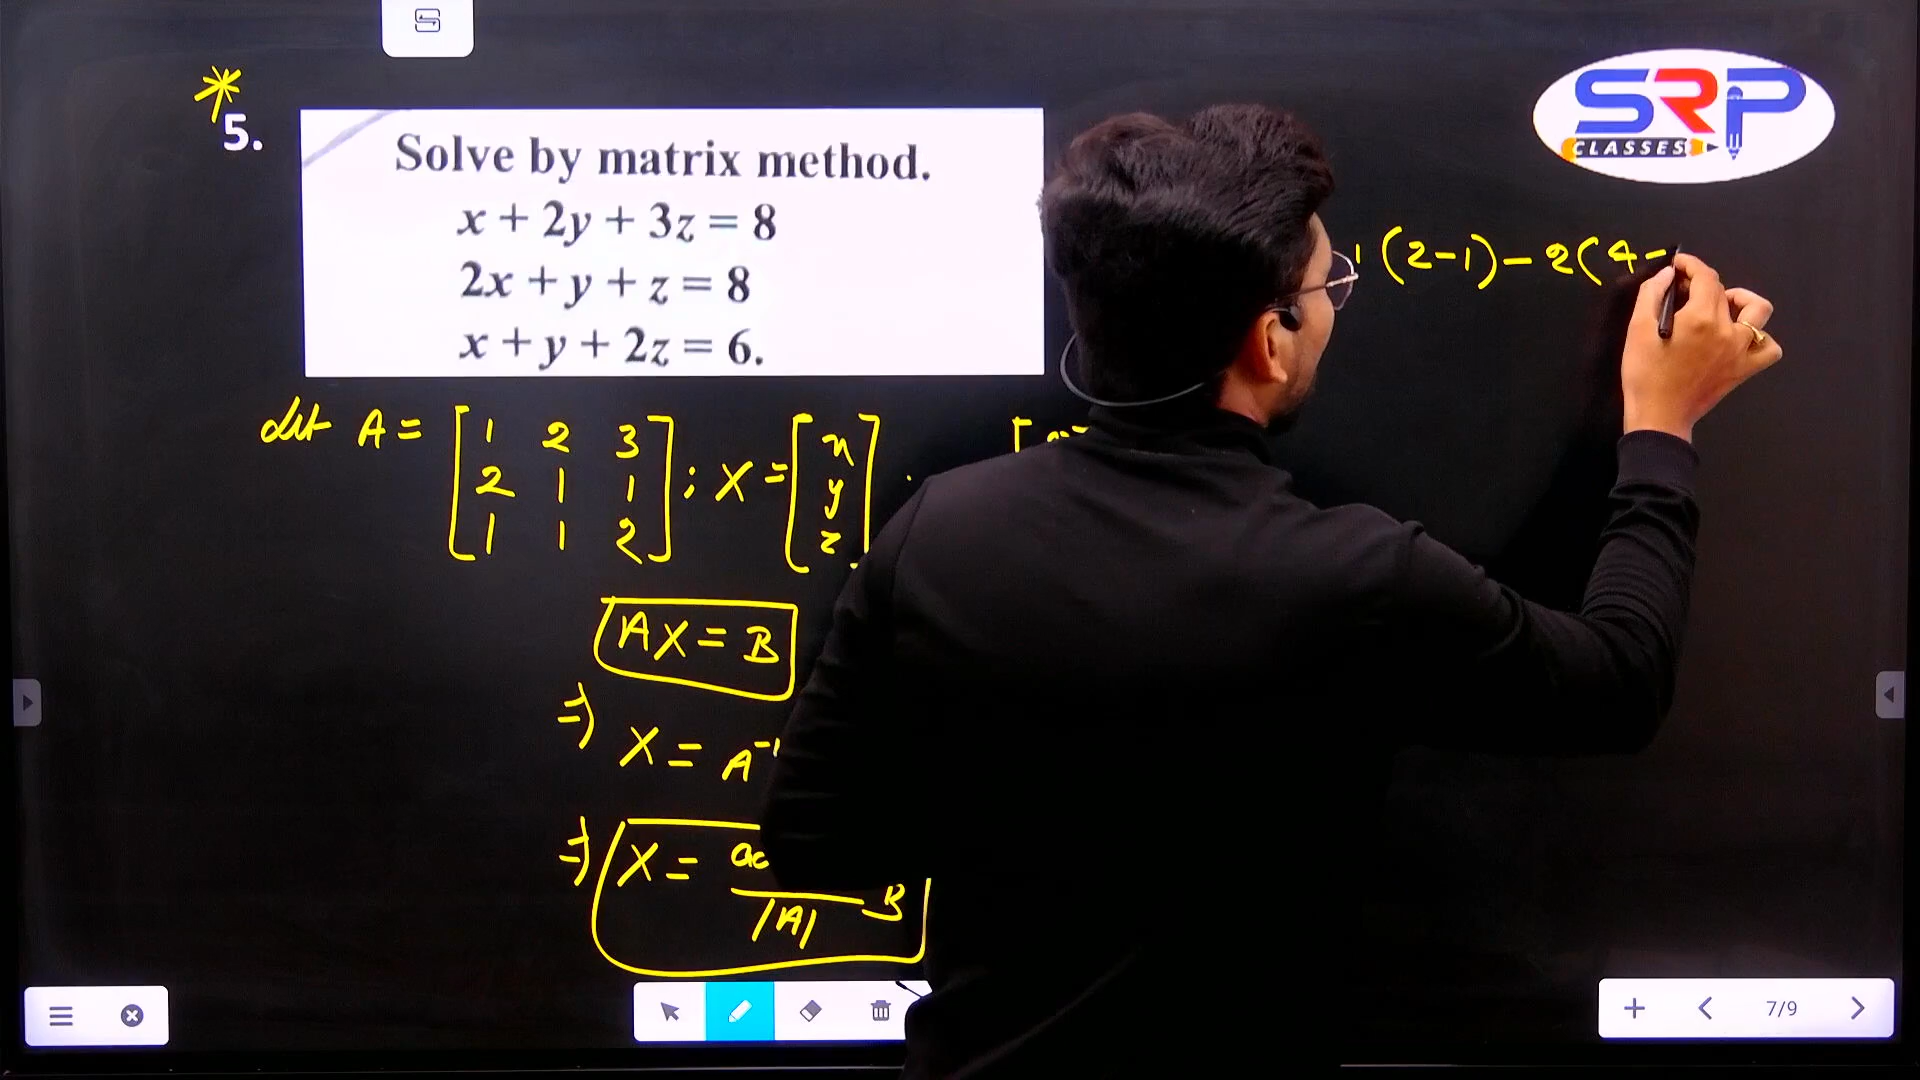 *
5.
Solve by matrix method.
x + 2y + 3z = 8
2x + y + z = 8
x + y + 2z = 6.
SRP
CLASSES
1 (2-1) - 2(4-
let A = [1 2 3
2 1 1
1 1 2] ; X = [x
y
z]
AX = B
=> X = A⁻¹
=> X = B
|A|
7/9